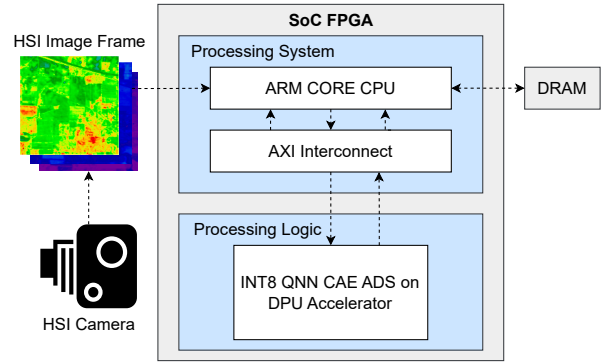 SoC FPGA
HSI Image Frame
Processing System
ARM CORE CPU
DRAM
AXI Interconnect
Processing Logic
INT8 QNN CAE ADS on
DPU Accelerator
HSI Camera